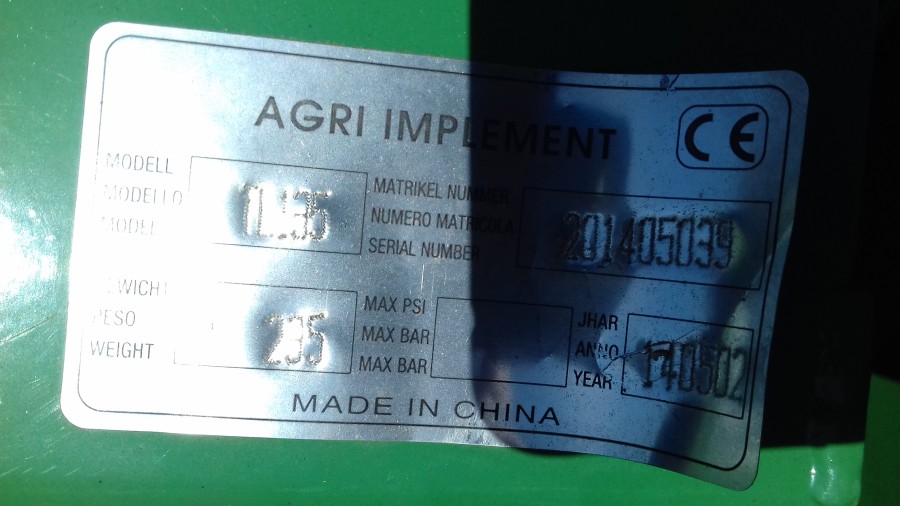 AGRI IMPLEMENT
CE
MODELL
MODELLO
MODEL
MATRIKEL NUMMER
NUMERO MATRICOLA
SERIAL NUMBER
201405039
PESO
WEIGHT
235
MAX PSI
MAX BAR
MAX BAR
JHAR
ANNO
YEAR
140502
MADE IN CHINA